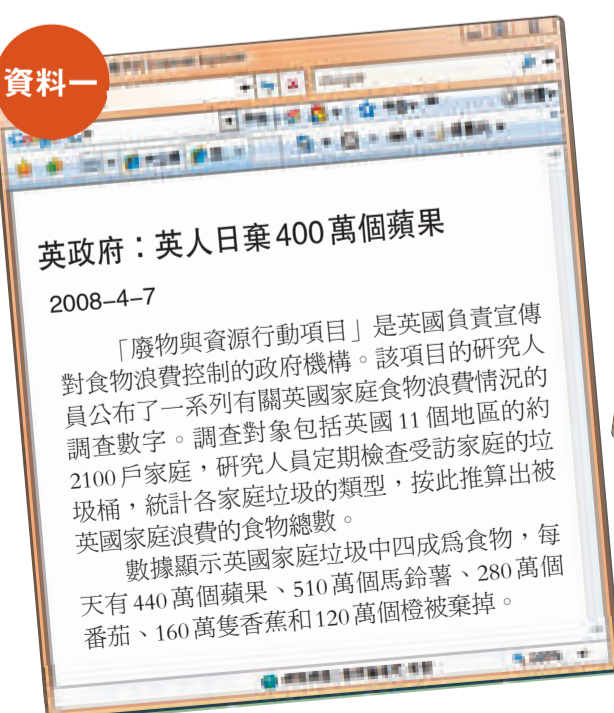 資料一
英政府：英人日棄400萬個蘋果
2008-4-7
「廢物與資源行動項目」是英國負責宣傳
對食物浪費控制的政府機構。該項目的研究人
員公布了一系列有關英國家庭食物浪費情況的
調查數字。調查對象包括英國11個地區的約
2100戶家庭，研究人員定期檢查受訪家庭的垃
圾桶，統計各家庭垃圾的類型，按此推算出被
英國家庭浪費的食物總數。
數據顯示英國家庭垃圾中四成爲食物，每
天有440萬個蘋果、510萬個馬鈴薯、280萬個
番茄、160萬隻香蕉和120萬個橙被棄掉。